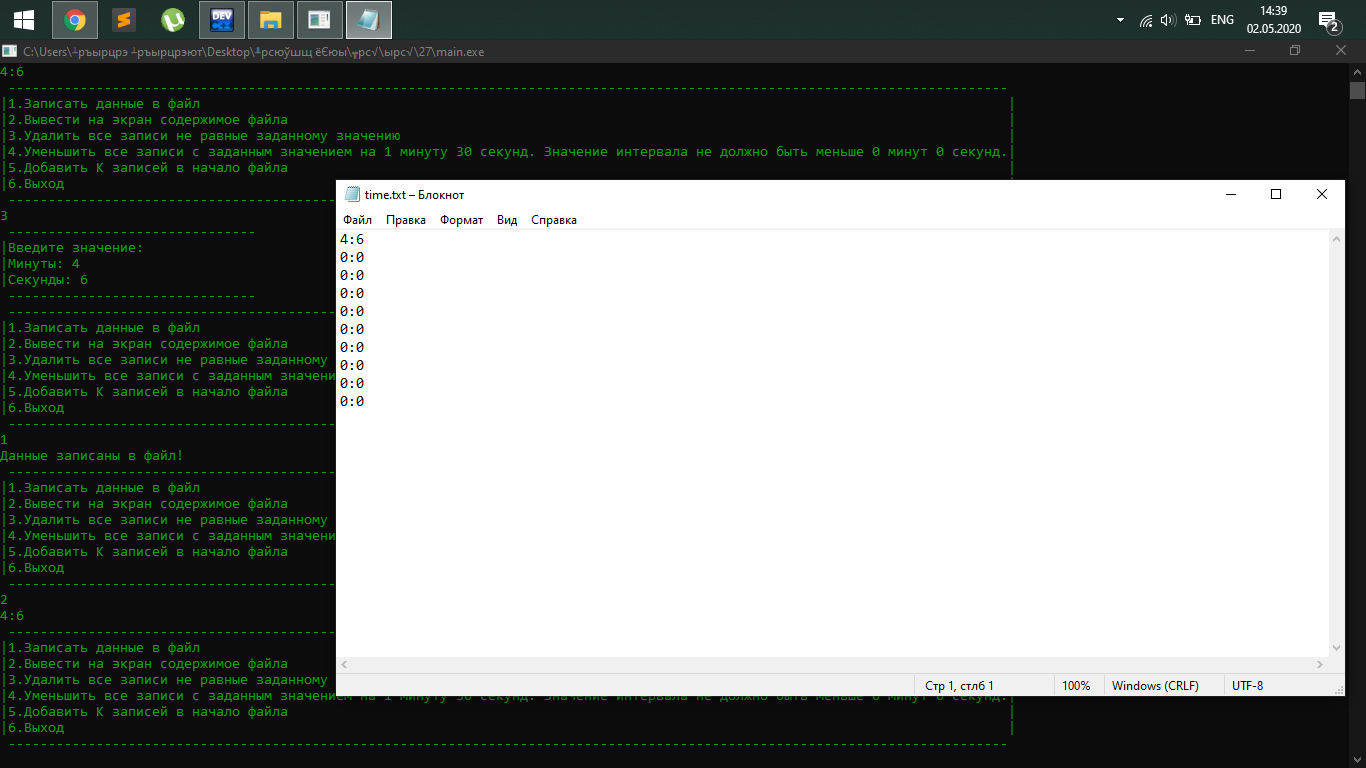 DEV
ENG
14:39
02.05.2020
2
C:\Users\┴ръырцрэ ┴ръырцрэют\Desktop\╨рсюўшщ ёЄюы\╤рс√\ырс√\27\main.exe
4:6
-----------------------------------------------------------------------------------------------------------------------------
|1.Записать данные в файл |
|2.Вывести на экран содержимое файла |
|3.Удалить все записи не равные заданному значению |
|4.Уменьшить все записи с заданным значением на 1 минуту 30 секунд. Значение интервала не должно быть меньше 0 минут 0 секунд.|
|5.Добавить К записей в начало файла |
|6.Выход
-----------------------------------------
3
-------------------------------
|Введите значение:
|Минуты: 4
|Секунды: 6
-------------------------------
-----------------------------------------
|1.Записать данные в файл
|2.Вывести на экран содержимое файла
|3.Удалить все записи не равные заданному
|4.Уменьшить все записи с заданным значени
|5.Добавить К записей в начало файла
|6.Выход
-----------------------------------------
1
Данные записаны в файл!
-----------------------------------------
|1.Записать данные в файл
|2.Вывести на экран содержимое файла
|3.Удалить все записи не равные заданному
|4.Уменьшить все записи с заданным значени
|5.Добавить К записей в начало файла
|6.Выход
-----------------------------------------
2
4:6
-----------------------------------------
|1.Записать данные в файл
|2.Вывести на экран содержимое файла
|3.Удалить все записи не равные заданному
|4.Уменьшить все записи с заданным значением на 1 минуту 30 секунд. Значение интервала не должно быть меньше 0 минут 0 секунд.|
|5.Добавить К записей в начало файла |
|6.Выход |
-----------------------------------------------------------------------------------------------------------------------------
time.txt – Блокнот
Файл Правка Формат Вид Справка
4:6
0:0
0:0
0:0
0:0
0:0
0:0
0:0
0:0
0:0
Стр 1, стлб 1 100% Windows (CRLF) UTF-8